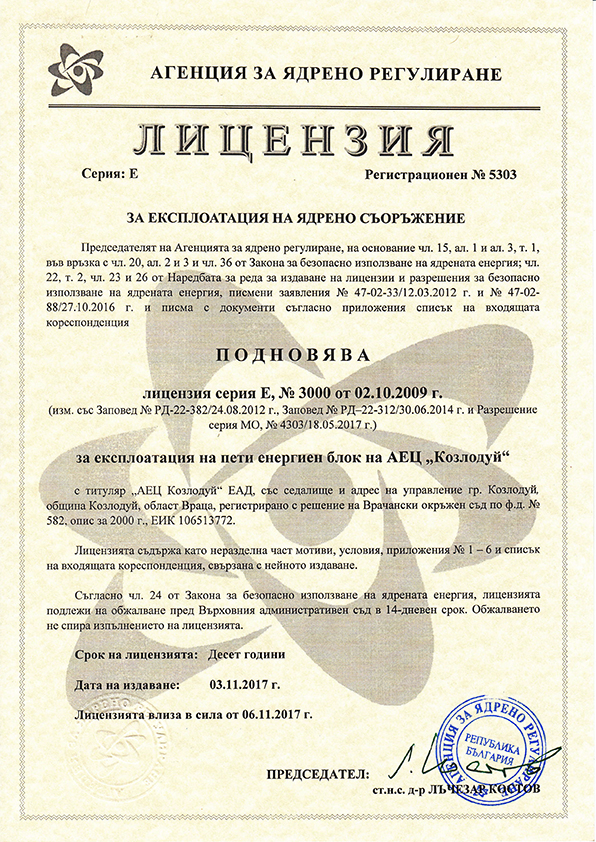 АГЕНЦИЯ ЗА ЯДРЕНО РЕГУЛИРАНЕ
ЛИЦЕНЗИЯ
Серия: Е Регистрационен № 5303
ЗА ЕКСПЛОАТАЦИЯ НА ЯДРЕНО СЪОРЪЖЕНИЕ
Председателят на Агенцията за ядрено регулиране, на основание чл. 15, ал. 1 и ал. 3, т. 1,
във връзка с чл. 20, ал. 2 и 3 и чл. 36 от Закона за безопасно използване на ядрената енергия; чл.
22, т. 2, чл. 23 и 26 от Наредбата за реда за издаване на лицензии и разрешения за безопасно
използване на ядрената енергия, писмени заявления № 47-02-33/12.03.2012 г. и № 47-02-
88/27.10.2016 г. и писма с документи съгласно приложения списък на входящата
кореспонденция
ПОДНОВЯВА
лицензия серия Е, № 3000 от 02.10.2009 г.
(изм. със Заповед № РД-22-382/24.08.2012 г., Заповед № РД–22-312/30.06.2014 г. и Разрешение
серия МО, № 4303/18.05.2017 г.)
за експлоатация на пети енергиен блок на АЕЦ „Козлодуй“
с титуляр „АЕЦ Козлодуй“ ЕАД, със седалище и адрес на управление гр. Козлодуй,
община Козлодуй, област Враца, регистрирано с решение на Врачански окръжен съд по ф.д. №
582, опис за 2000 г., ЕИК 106513772.
Лицензията съдържа като неразделна част мотиви, условия, приложения № 1 – 6 и списък
на входящата кореспонденция, свързана с нейното издаване.
Съгласно чл. 24 от Закона за безопасно използване на ядрената енергия, лицензията
подлежи на обжалване пред Върховния административен съд в 14-дневен срок. Обжалването
не спира изпълнението на лицензията.
Срок на лицензията: Десет години
Дата на издаване: 03.11.2017 г.
Лицензията влиза в сила от 06.11.2017 г.
АГЕНЦИЯ ЗА ЯДРЕНО РЕГУЛИРАНЕ
РЕПУБЛИКА
БЪЛГАРИЯ
ПРЕДСЕДАТЕЛ:
ст.н.с. д-р ЛЪЧЕЗАР КОСТОВ